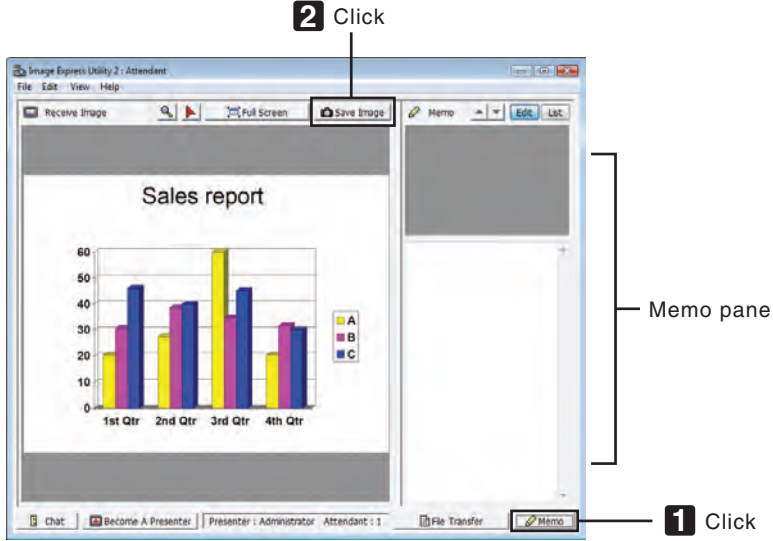 2 Click
Image Express Utility 2 : Attendant
File Edit View Help
Receive Image Full Screen Save Image Memo Edit List
Sales report
60
50
40
30
20
10
0
1st Qtr 2nd Qtr 3rd Qtr 4th Qtr
A
B
C
Memo pane
Chat Become A Presenter Presenter : Administrator Attendant : 1 File Transfer Memo
1 Click